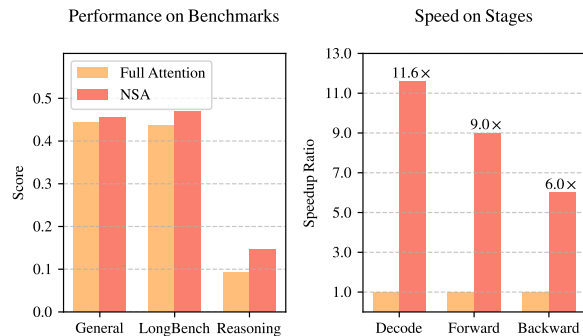 Performance on Benchmarks
Full Attention
NSA
0.5
0.4
0.3
0.2
0.1
0.0
Score
General LongBench Reasoning
Speed on Stages
13.0
11.0
9.0
7.0
5.0
3.0
1.0
Speedup Ratio
11.6×
9.0×
6.0×
Decode Forward Backward